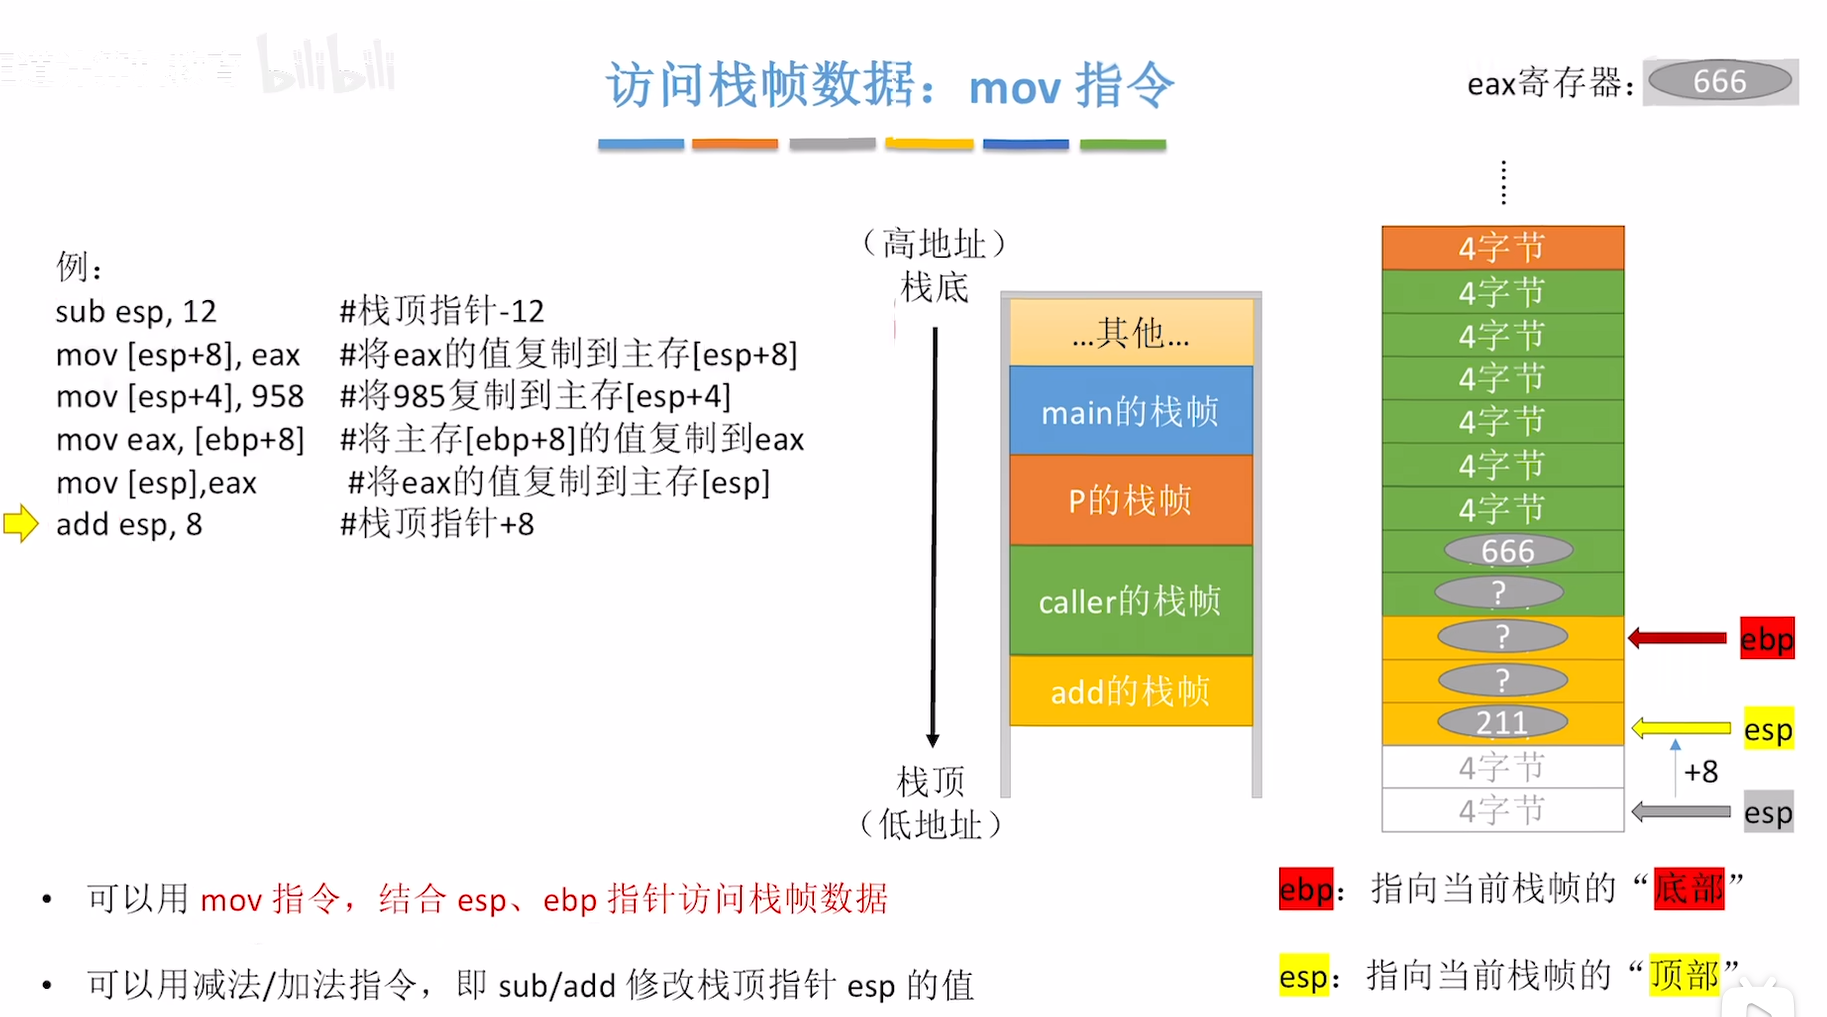 bilibili
访问栈帧数据：mov 指令
eax寄存器：
666
例：
sub esp, 12 #栈顶指针-12
mov [esp+8], eax #将eax的值复制到主存[esp+8]
mov [esp+4], 958 #将985复制到主存[esp+4]
mov eax, [ebp+8] #将主存[ebp+8]的值复制到eax
mov [esp],eax #将eax的值复制到主存[esp]
add esp, 8 #栈顶指针+8
（高地址）
栈底
...其他...
main的栈帧
P的栈帧
caller的栈帧
add的栈帧
栈顶
（低地址）
4字节
4字节
4字节
4字节
4字节
4字节
4字节
666
?
?
ebp
?
211
esp
4字节
+8
4字节
esp
• 可以用 mov 指令，结合 esp、ebp 指针访问栈帧数据
• 可以用减法/加法指令，即 sub/add 修改栈顶指针 esp 的值
ebp：指向当前栈帧的“底部”
esp：指向当前栈帧的“顶部”